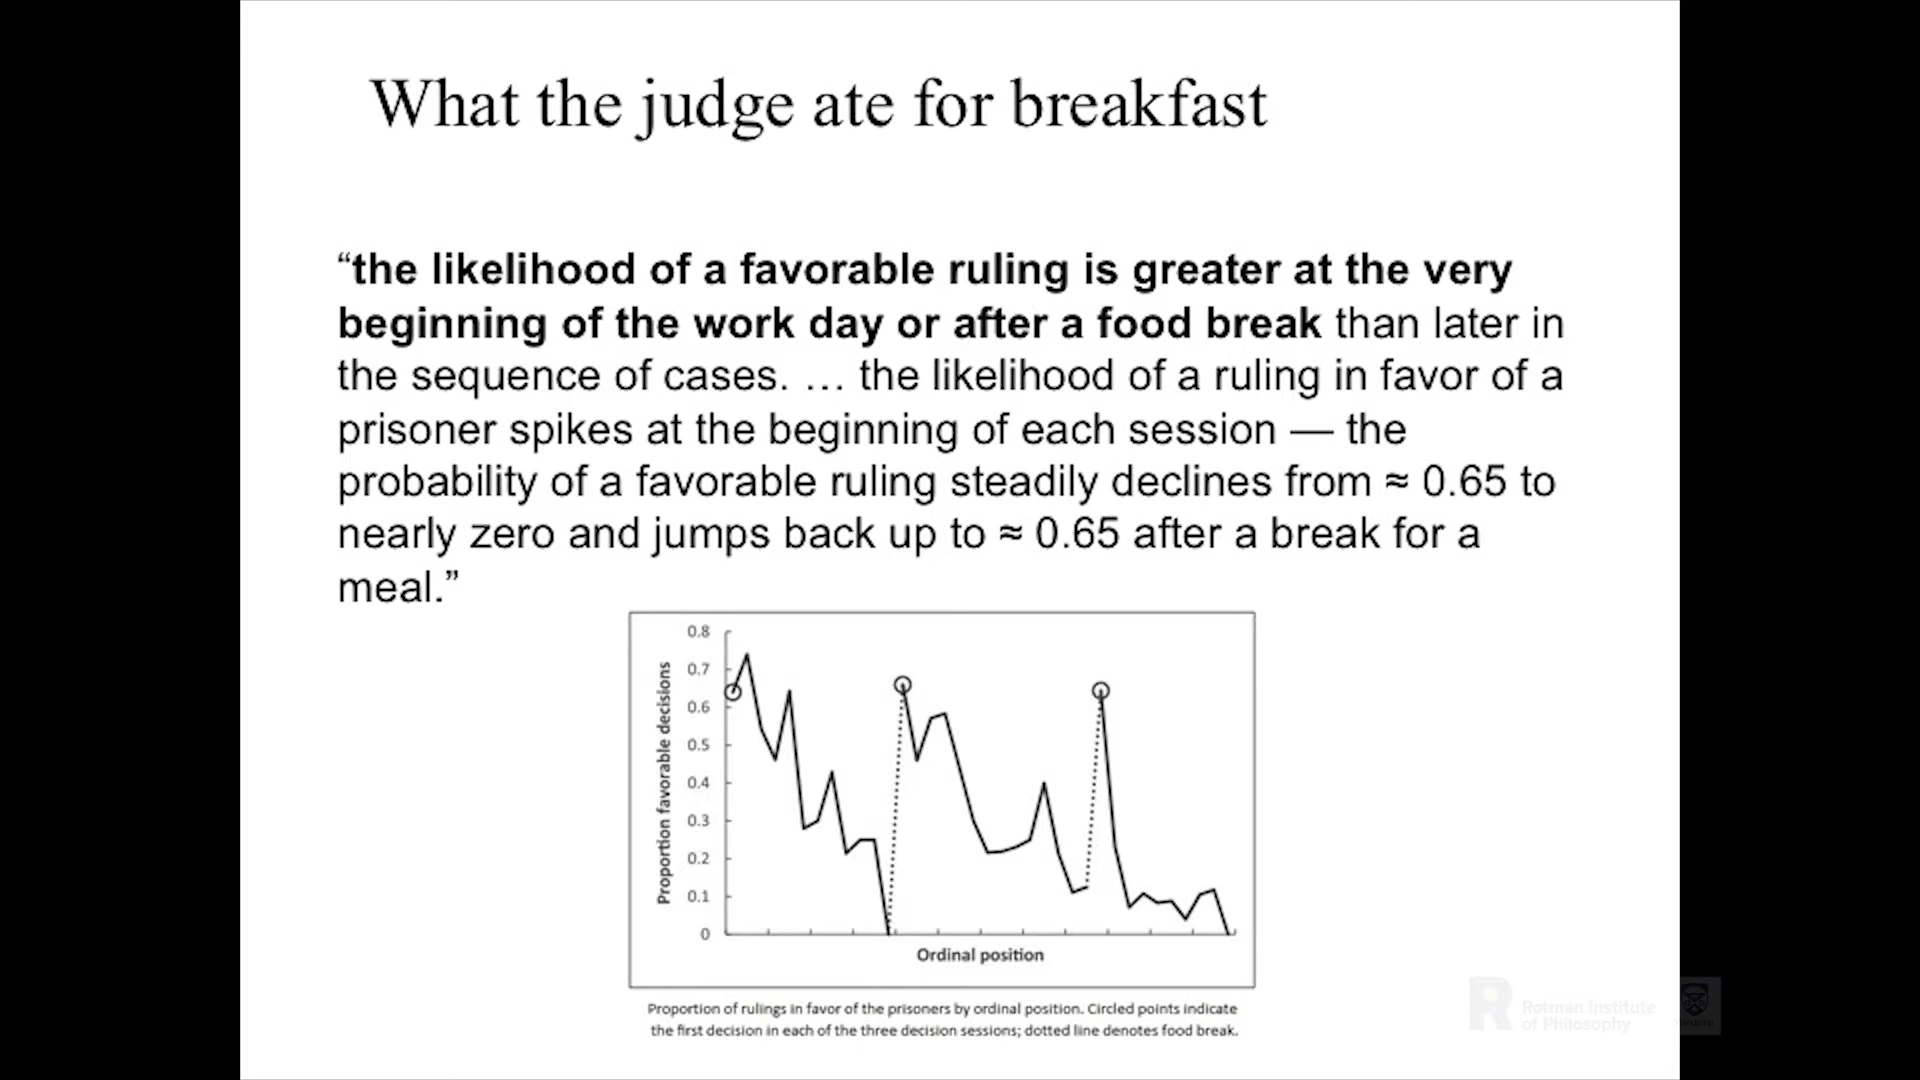 What the judge ate for breakfast
“the likelihood of a favorable ruling is greater at the very
beginning of the work day or after a food break than later in
the sequence of cases. … the likelihood of a ruling in favor of a
prisoner spikes at the beginning of each session — the
probability of a favorable ruling steadily declines from ≈ 0.65 to
nearly zero and jumps back up to ≈ 0.65 after a break for a
meal.”
Proportion favorable decisions
0.8
0.7
0.6
0.5
0.4
0.3
0.2
0.1
0
Ordinal position
Proportion of rulings in favor of the prisoners by ordinal position. Circled points indicate
the first decision in each of the three decision sessions; dotted line denotes food break.
R
Rotman Institute
of Philosophy